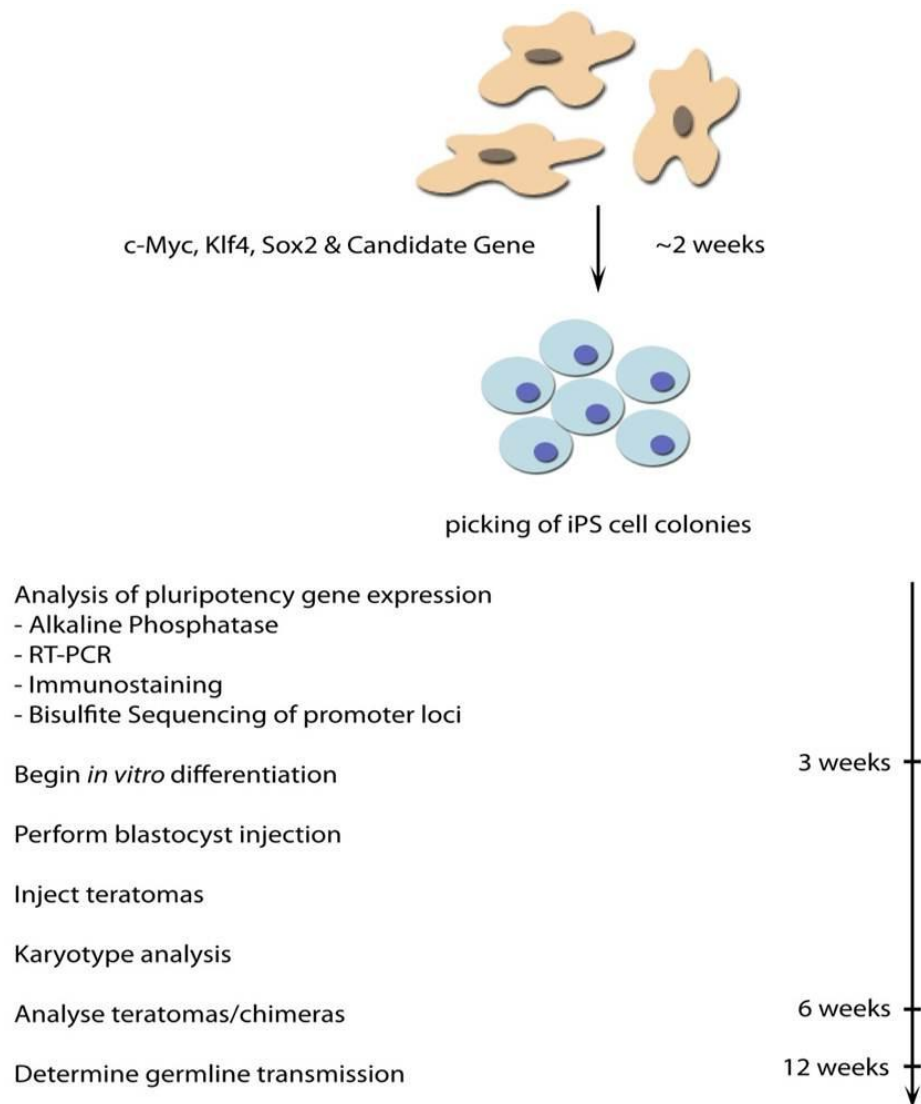 c-Myc, Klf4, Sox2 & Candidate Gene
~2 weeks
picking of iPS cell colonies
Analysis of pluripotency gene expression
- Alkaline Phosphatase
- RT-PCR
- Immunostaining
- Bisulfite Sequencing of promoter loci
3 weeks
Begin in vitro differentiation
Perform blastocyst injection
Inject teratomas
Karyotype analysis
Analyse teratomas/chimeras
6 weeks
Determine germline transmission
12 weeks